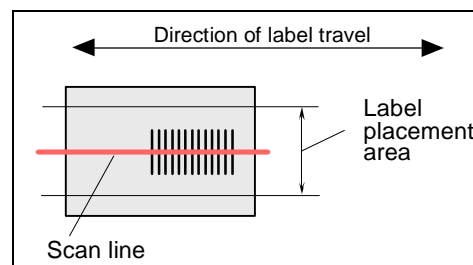 Direction of label travel
Label
placement
area
Scan line